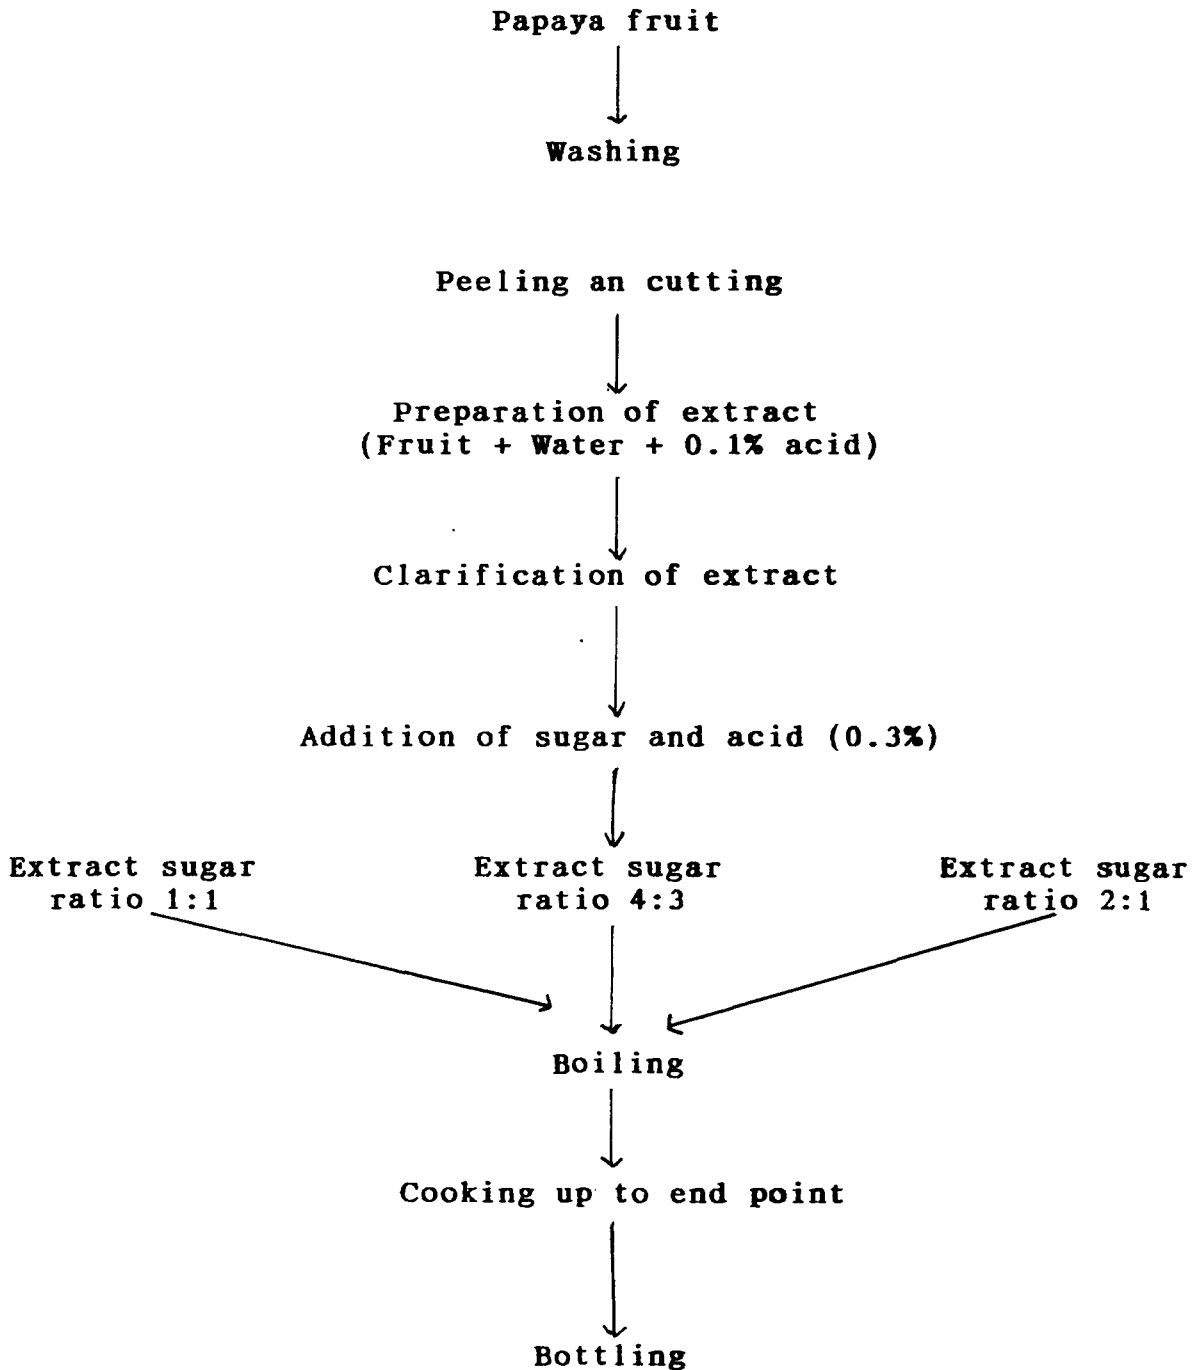 Papaya fruit
Washing
Peeling an cutting
Preparation of extract
(Fruit + Water + 0.1% acid)
Clarification of extract
Addition of sugar and acid (0.3%)
Extract sugar
ratio 1:1
Extract sugar
ratio 4:3
Extract sugar
ratio 2:1
Boiling
Cooking up to end point
Bottling